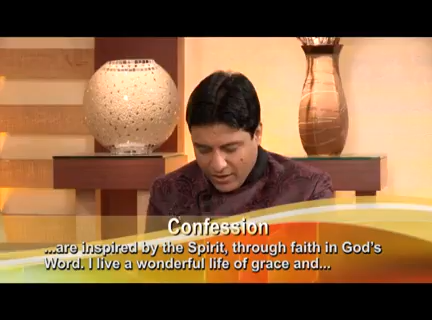 Confession
...are inspired by the Spirit, through faith in God's
Word. I live a wonderful life of grace and...